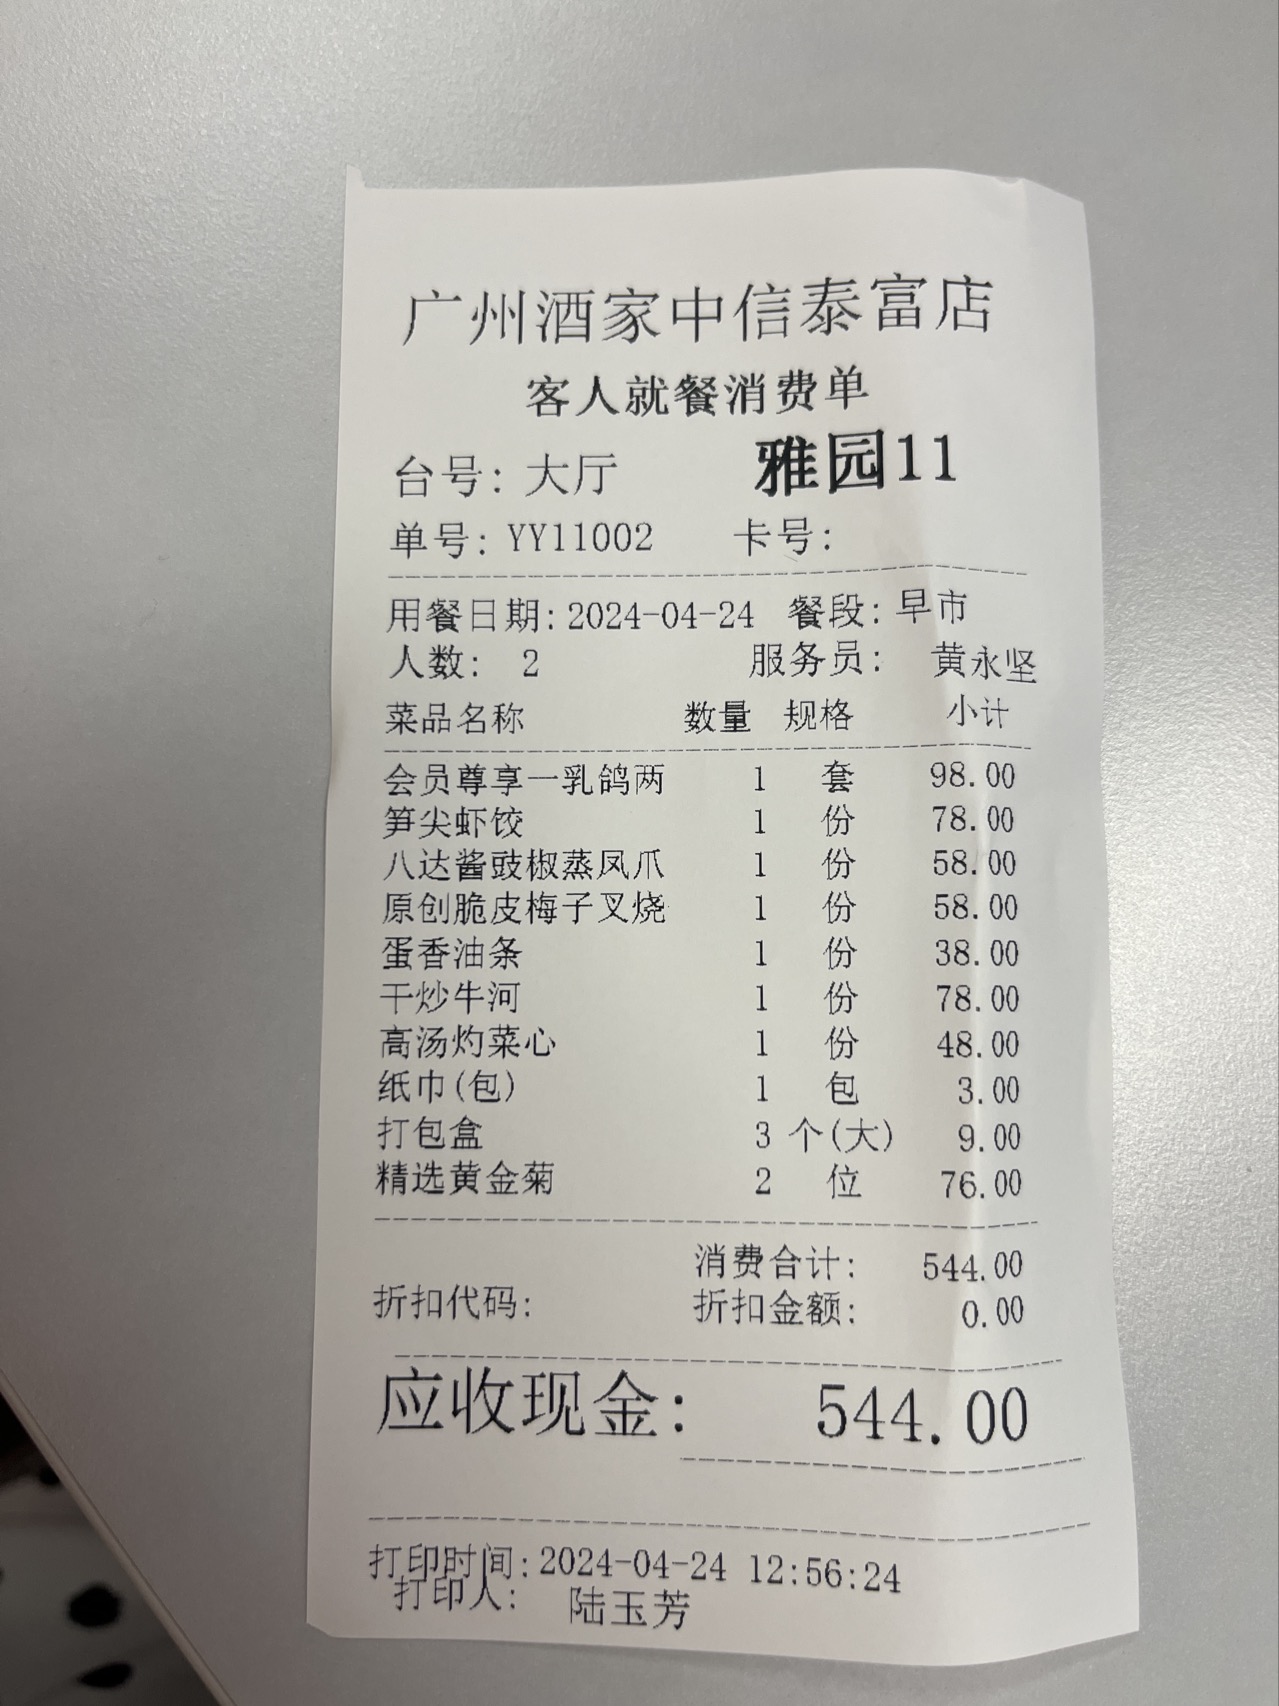 广州酒家中信泰富店
客人就餐消费单
台号: 大厅 雅园11
单号: YY11002 卡号:
用餐日期: 2024-04-24 餐段: 早市
人数: 2 服务员: 黄永坚
菜品名称 数量 规格 小计
会员尊享一乳鸽两 1 套 98.00
笋尖虾饺 1 份 78.00
八达酱豉椒蒸凤爪 1 份 58.00
原创脆皮梅子叉烧 1 份 58.00
蛋香油条 1 份 38.00
干炒牛河 1 份 78.00
高汤灼菜心 1 份 48.00
纸巾(包) 1 包 3.00
打包盒 3 个(大) 9.00
精选黄金菊 2 位 76.00
消费合计: 544.00
折扣代码: 折扣金额: 0.00
应收现金: 544.00
打印时间: 2024-04-24 12:56:24
打印人: 陆玉芳